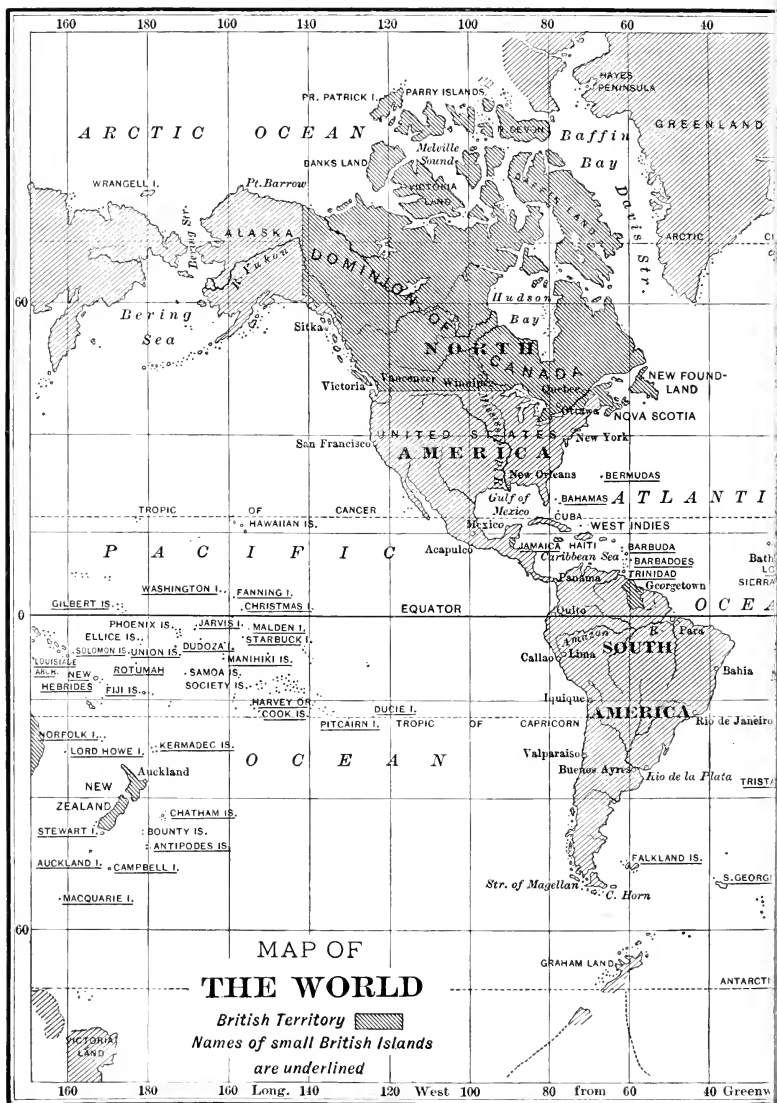 160 180 160 140 120 100 80 60 40
HAYES
PENINSULA
PR. PATRICK I.
PARRY ISLANDS
GREENLAND
ARCTIC OCEAN
N. DEVON
Baffin
Bay
BANKS LAND
Melville
Sound
VICTORIA
LAND
BAFFIN LAND
Davis Str.
WRANGELL I.
Pt. Barrow
ARCTIC
Bering Str.
ALASKA
R. Yukon
DOMINION OF
CANADA
60
Bering
Sea
Hudson
Bay
Sitka
NORTH
AMERICA
NEW FOUND-
LAND
Victoria
Vancouver
Winnipeg
Quebec
Ottawa
NOVA SCOTIA
Mississippi R.
UNITED STATES
New York
San Francisco
New Orleans
BERMUDAS
Gulf of
Mexico
BAHAMAS
ATLANTI
TROPIC OF CANCER
CUBA
HAWAIIAN IS.
Mexico
WEST INDIES
PACIFIC
Acapulco
JAMAICA
HAITI
BARBUDA
Caribbean Sea
BARBADOES
Bath
Panama
TRINIDAD
SIERRA
WASHINGTON I.
FANNING I.
Georgetown
GILBERT IS.
CHRISTMAS I.
OCEA
0
EQUATOR
Quito
PHOENIX IS.
JARVIS I.
MALDEN I.
ELLICE IS.
STARBUCK I.
Amazon R.
Para
SOLOMON IS.
UNION IS.
DUDOZA I.
SOUTH
AMERICA
LOUISIADE
ARCH.
NEW
HEBRIDES
ROTUMAH
MANIHIKI IS.
SAMOA IS.
Callao
Lima
Bahia
FIJI IS.
SOCIETY IS.
HARVEY OR
COOK IS.
DUCIE I.
Iquique
PITCAIRN I.
TROPIC OF CAPRICORN
Rio de Janeiro
NORFOLK I.
LORD HOWE I.
KERMADEC IS.
OCEAN
Valparaiso
Auckland
Buenos Ayres
Rio de la Plata
NEW
ZEALAND
TRISTA
CHATHAM IS.
STEWART I.
BOUNTY IS.
ANTIPODES IS.
AUCKLAND I.
CAMPBELL I.
FALKLAND IS.
Str. of Magellan
S. GEORGI
C. Horn
MACQUARIE I.
60
MAP OF
THE WORLD
GRAHAM LAND
ANTARCTI
British Territory
Names of small British Islands
are underlined
VICTORIA
LAND
160 180 160 Long. 140 120 West 100 from 80 60 Greenw